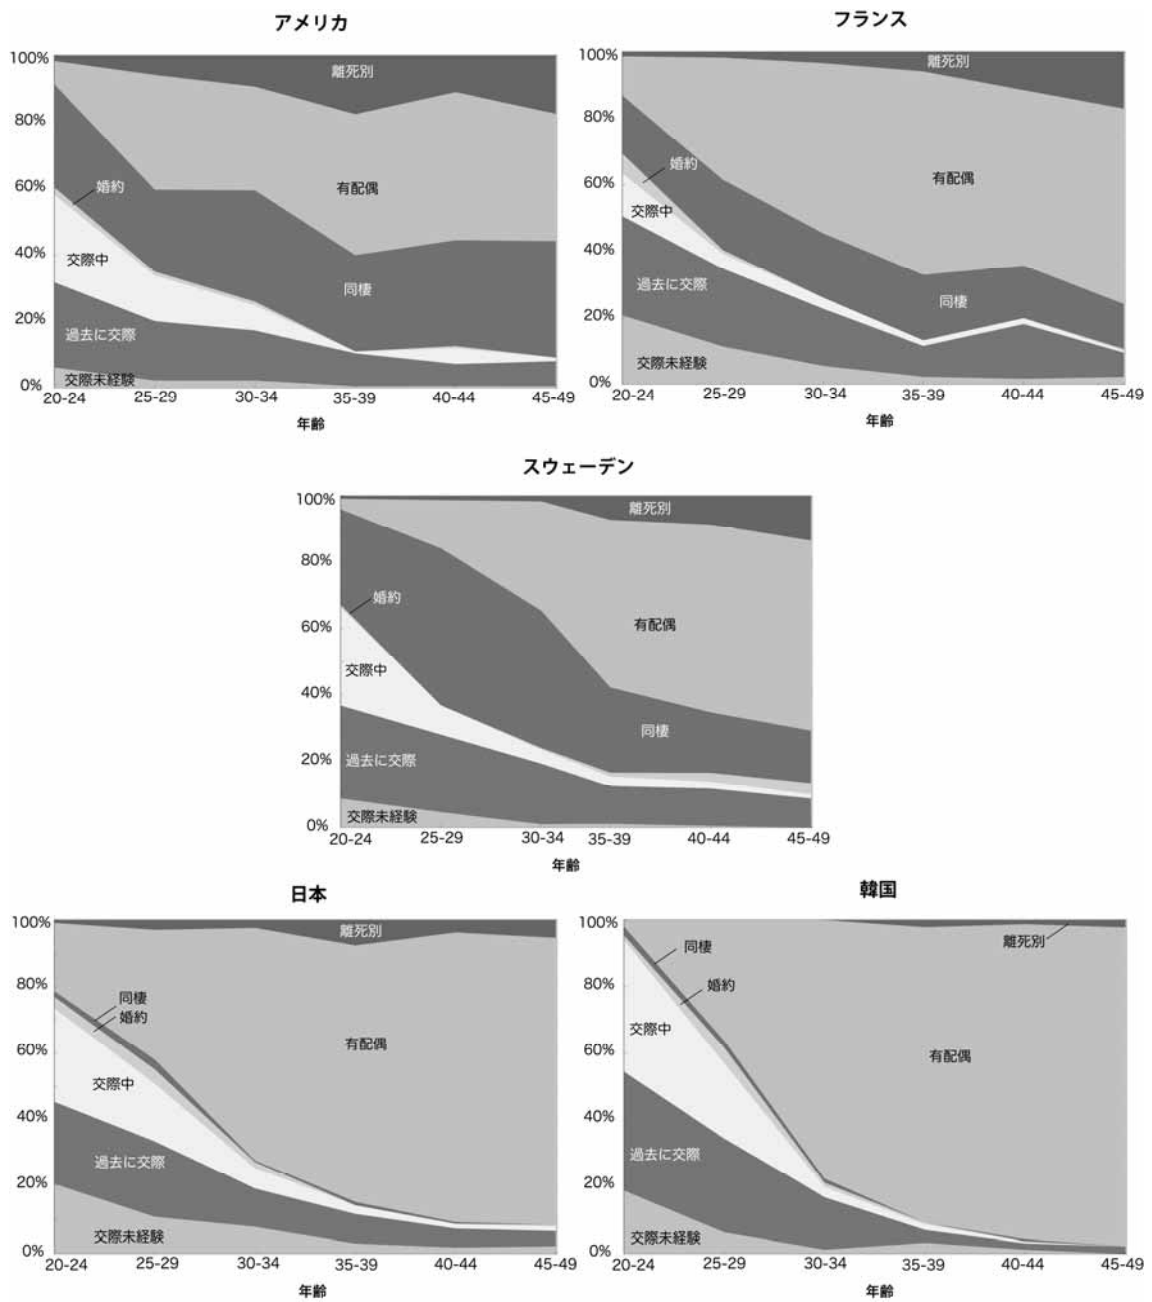 アメリカ
100%
80%
60%
40%
20%
0%
離死別
有配偶
婚約
交際中
同棲
過去に交際
交際未経験
20-24 25-29 30-34 35-39 40-44 45-49
年齢
フランス
100%
80%
60%
40%
20%
0%
離死別
婚約
有配偶
交際中
過去に交際
同棲
交際未経験
20-24 25-29 30-34 35-39 40-44 45-49
年齢
スウェーデン
100%
80%
60%
40%
20%
0%
離死別
婚約
有配偶
交際中
同棲
過去に交際
交際未経験
20-24 25-29 30-34 35-39 40-44 45-49
年齢
日本
100%
80%
60%
40%
20%
0%
離死別
同棲
婚約
有配偶
交際中
過去に交際
交際未経験
20-24 25-29 30-34 35-39 40-44 45-49
年齢
韓国
100%
80%
60%
40%
20%
0%
離死別
同棲
婚約
交際中
有配偶
過去に交際
交際未経験
20-24 25-29 30-34 35-39 40-44 45-49
年齢